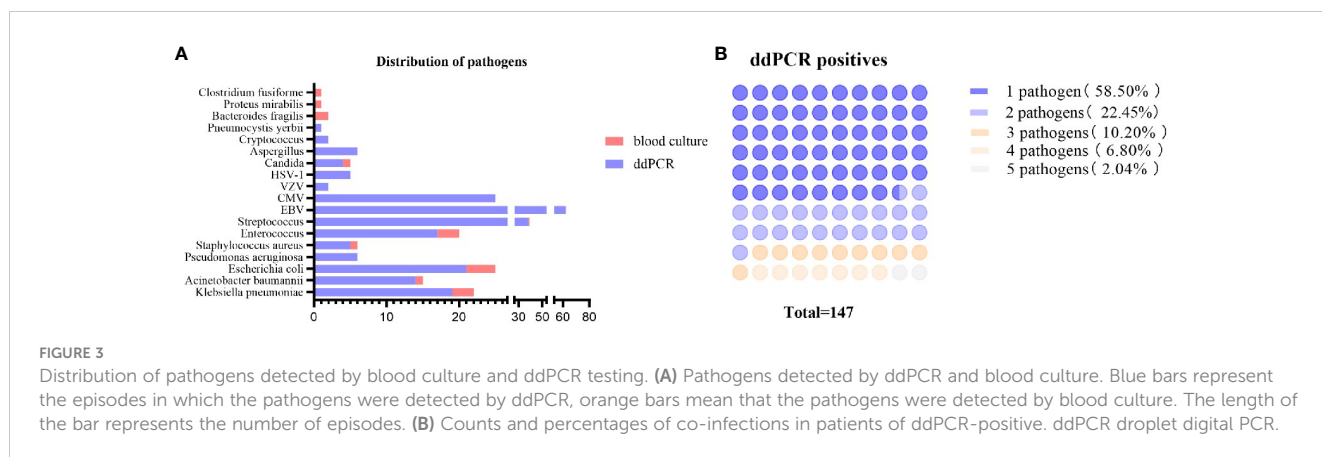 A
Distribution of pathogens
Clostridium fusiforme
Proteus mirabilis
Bacteroides fragilis
Pneumocystis yerbii
Cryptococcus
Aspergillus
Candida
HSV-1
VZV
CMV
EBV
Streptococcus
Enterococcus
Staphylococcus aureus
Pseudomonas aeruginosa
Escherichia coli
Acinetobacter baumannii
Klebsiella pneumoniae
0 10 20 30 50 60 80
blood culture
ddPCR
B
ddPCR positives
1 pathogen( 58.50% )
2 pathogens( 22.45%)
3 pathogens( 10.20% )
4 pathogens( 6.80% )
5 pathogens( 2.04% )
Total=147
FIGURE 3
Distribution of pathogens detected by blood culture and ddPCR testing. (A) Pathogens detected by ddPCR and blood culture. Blue bars represent
the episodes in which the pathogens were detected by ddPCR, orange bars mean that the pathogens were detected by blood culture. The length of
the bar represents the number of episodes. (B) Counts and percentages of co-infections in patients of ddPCR-positive. ddPCR droplet digital PCR.